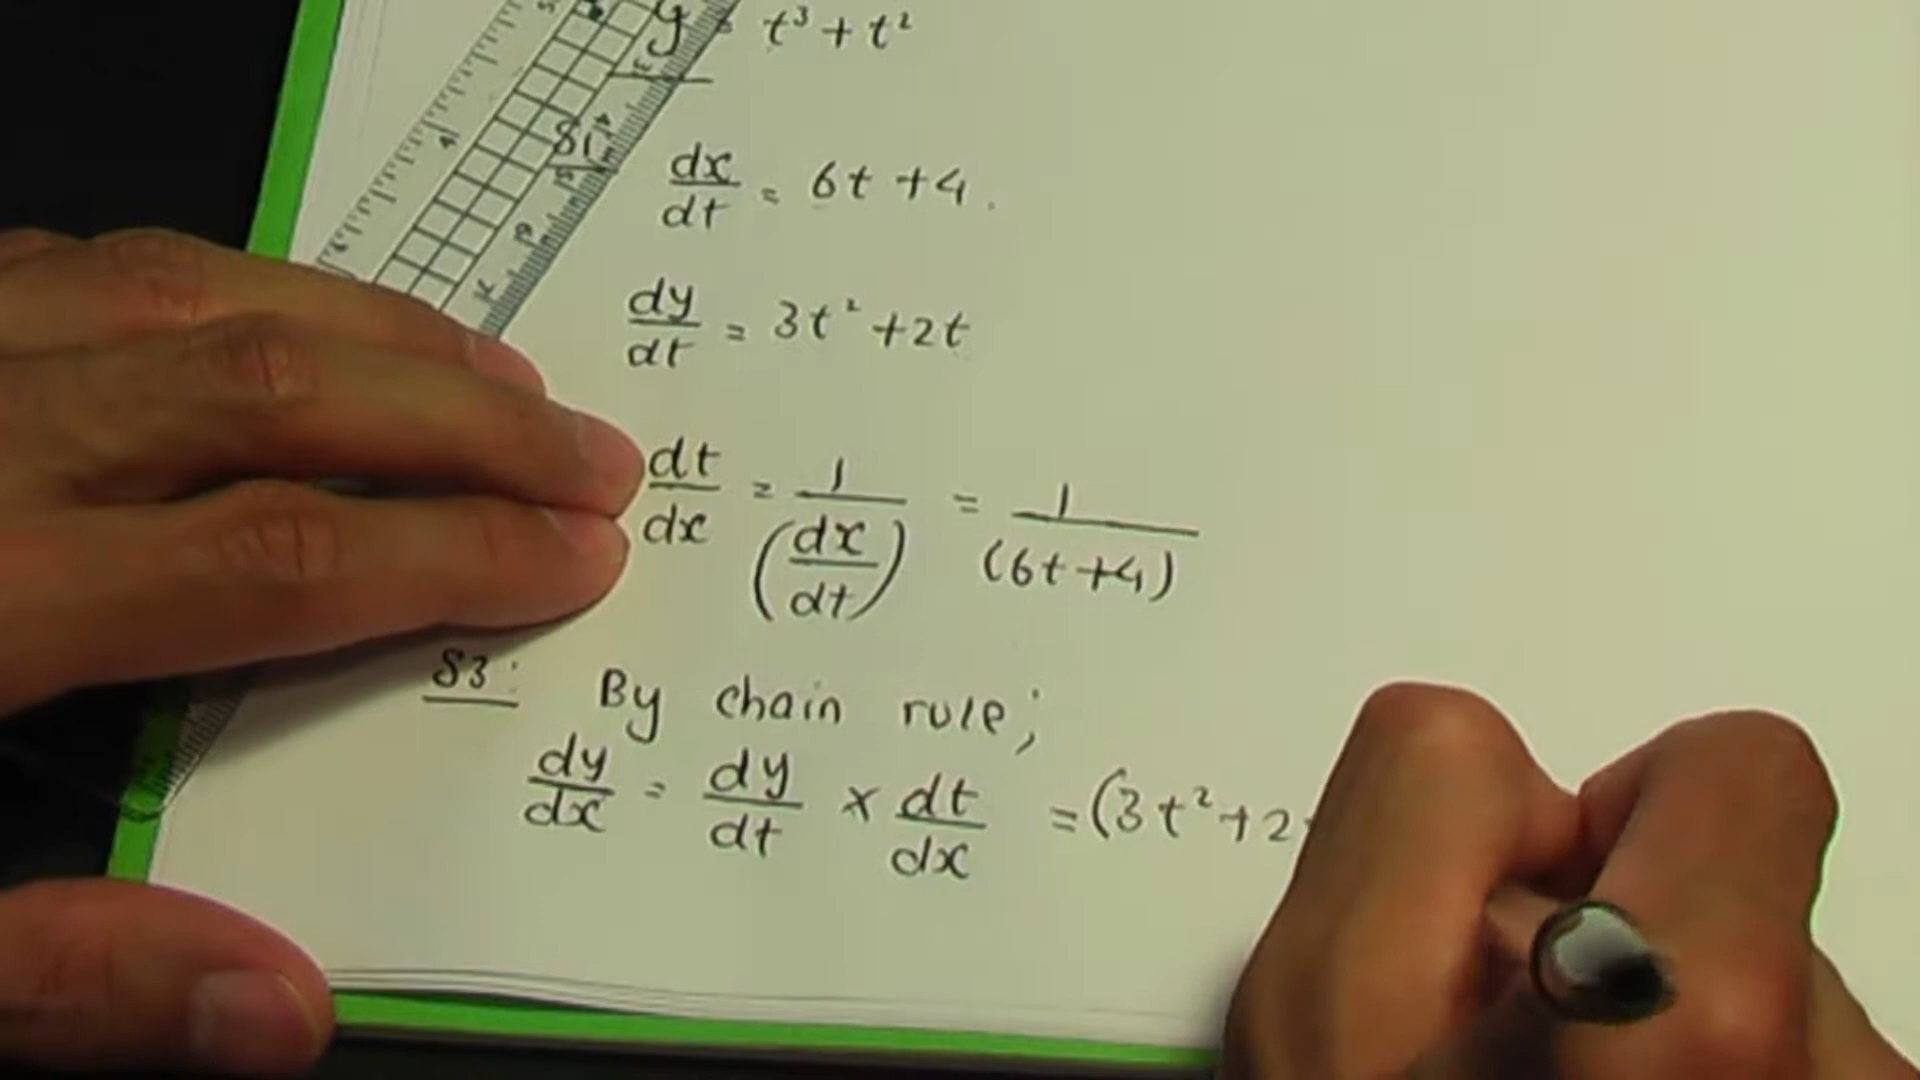 y = t³ + t²
S1
dx/dt = 6t + 4.
dy/dt = 3t² + 2t
dt/dx = 1/(dx/dt) = 1/(6t+4)
S3: By chain rule;
dy/dx = dy/dt × dt/dx = (3t² + 2